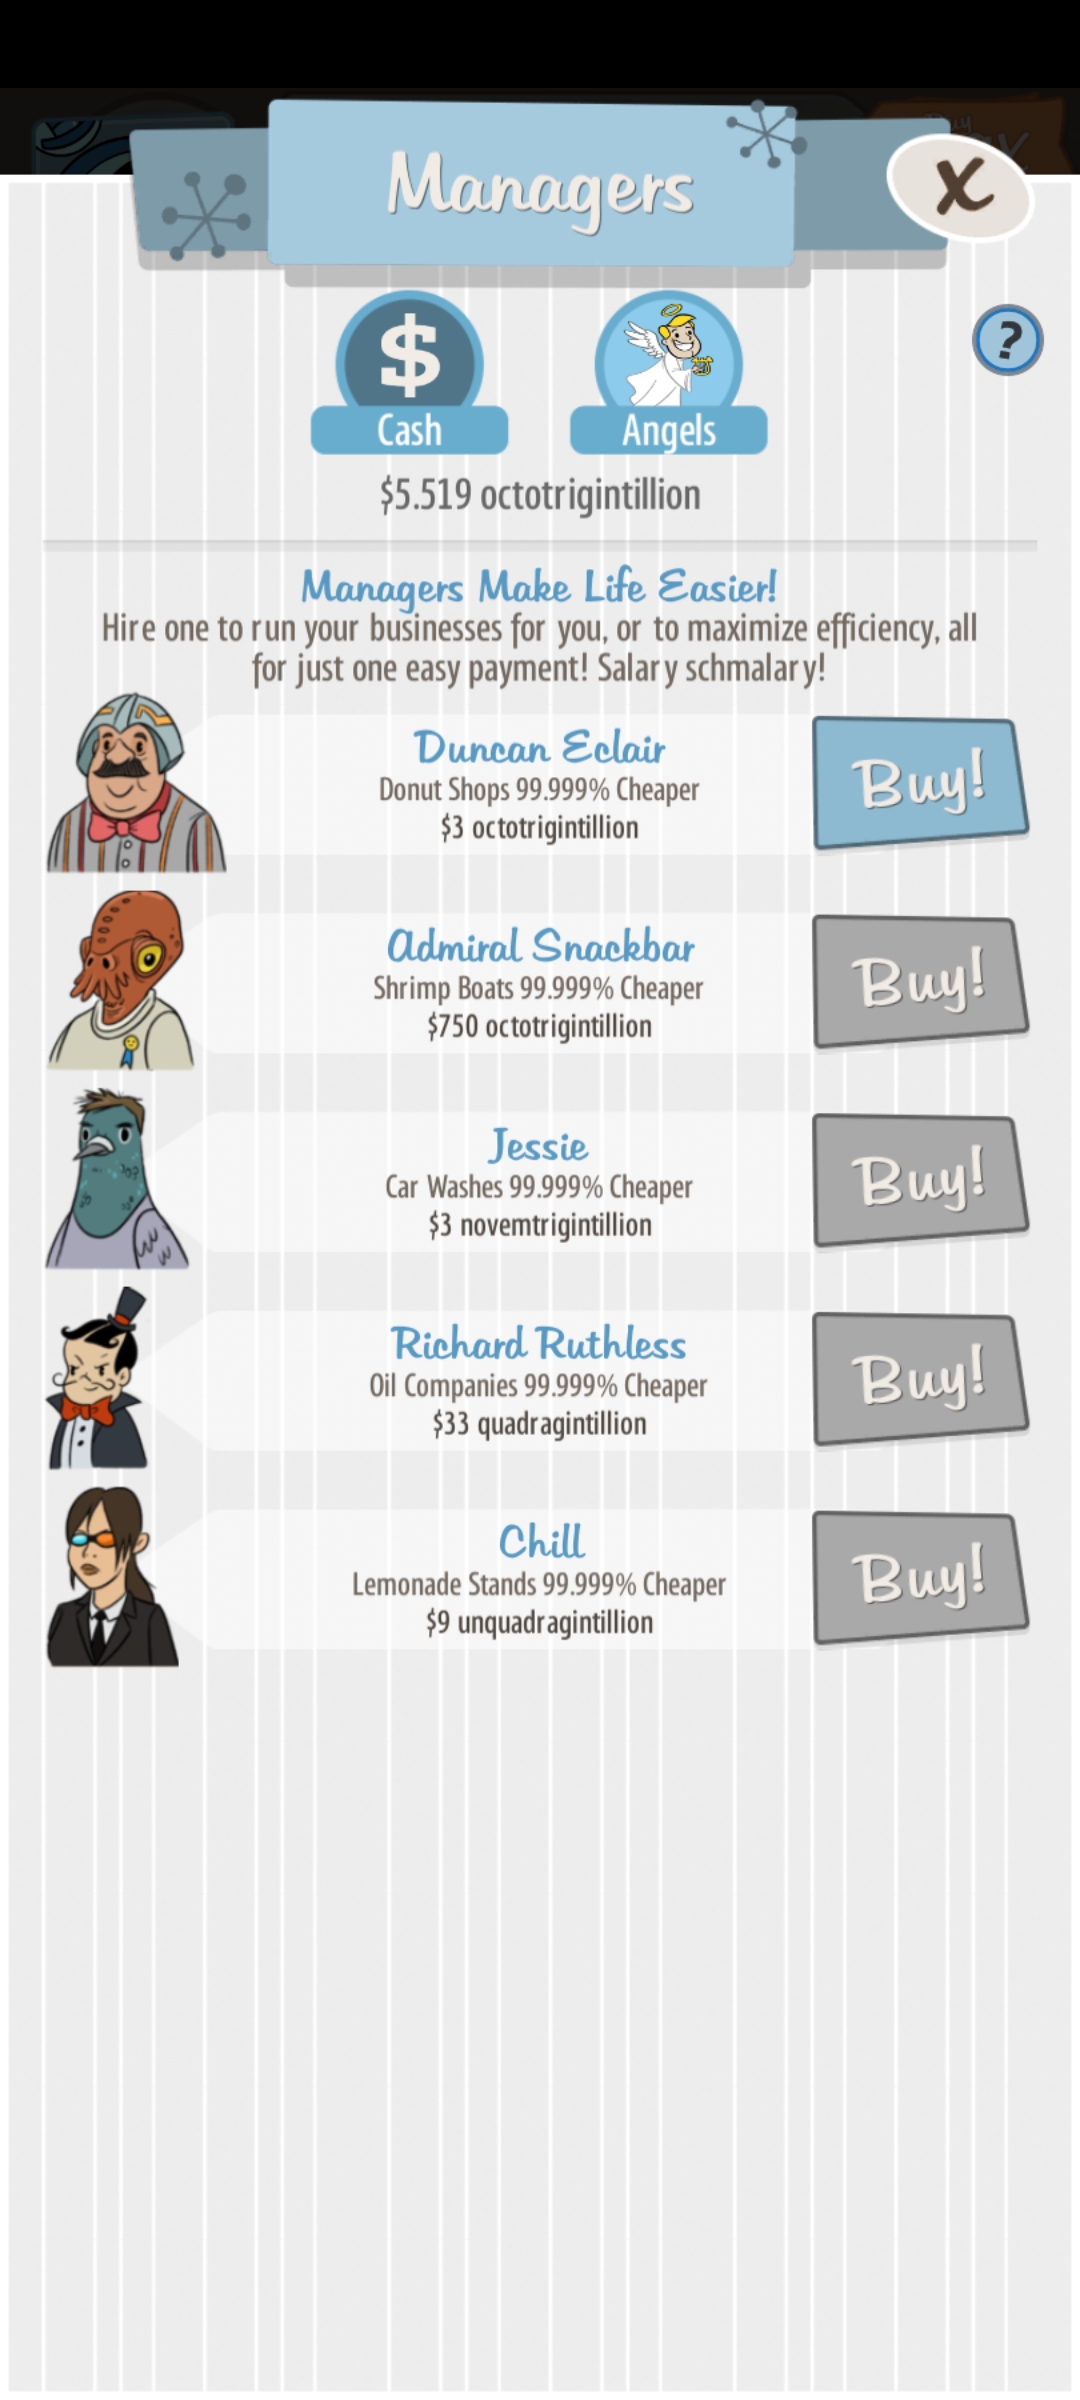 Managers
X
$
?
Cash
Angels
$5.519 octotrigintillion
Managers Make Life Easier!
Hire one to run your businesses for you, or to maximize efficiency, all
for just one easy payment! Salary schmalary!
Duncan Eclair
Donut Shops 99.999% Cheaper
$3 octotrigintillion
Buy!
Admiral Snackbar
Shrimp Boats 99.999% Cheaper
$750 octotrigintillion
Buy!
Jessie
Car Washes 99.999% Cheaper
$3 novemtrigintillion
Buy!
Richard Ruthless
Oil Companies 99.999% Cheaper
$33 quadragintillion
Buy!
Chill
Lemonade Stands 99.999% Cheaper
$9 unquadragintillion
Buy!